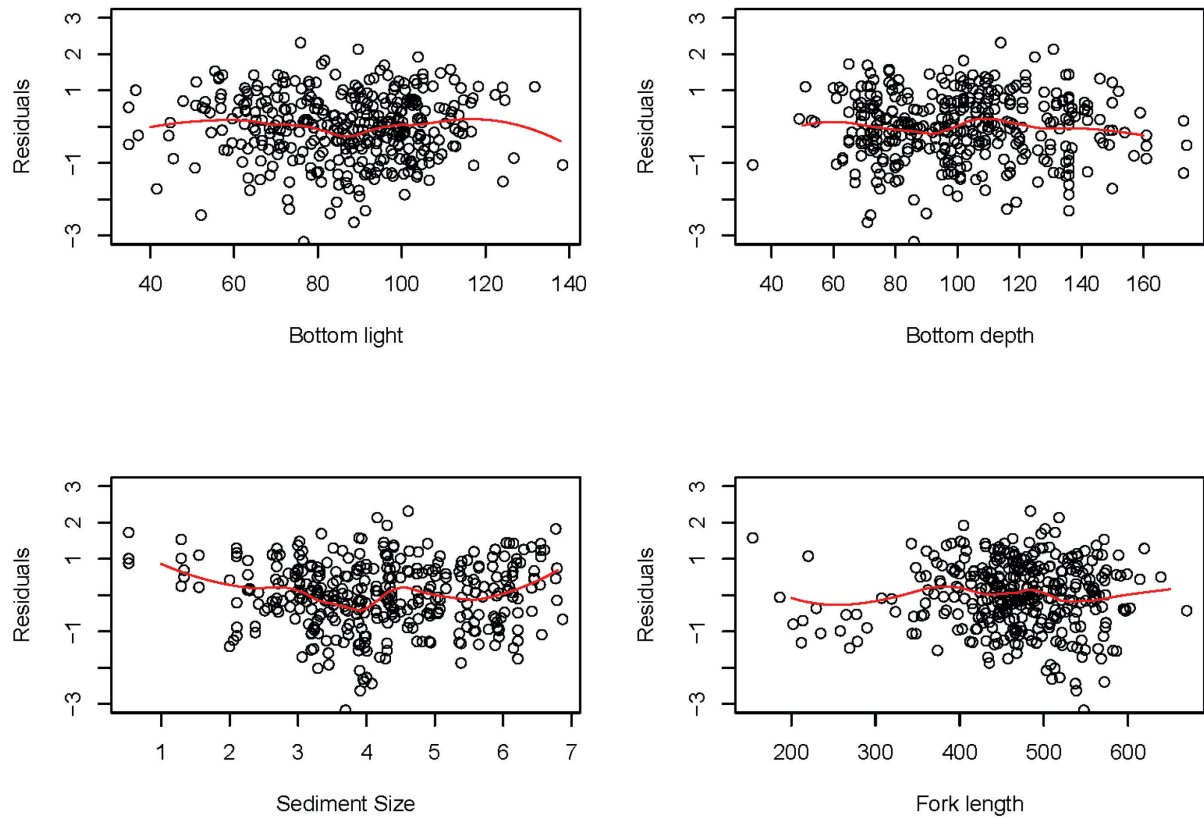 3
2
1
-1
-3
Residuals
40 60 80 100 120 140
Bottom light
3
2
1
-1
-3
Residuals
40 60 80 100 120 140 160
Bottom depth
3
2
1
-1
-3
Residuals
1 2 3 4 5 6 7
Sediment Size
3
2
1
-1
-3
Residuals
200 300 400 500 600
Fork length